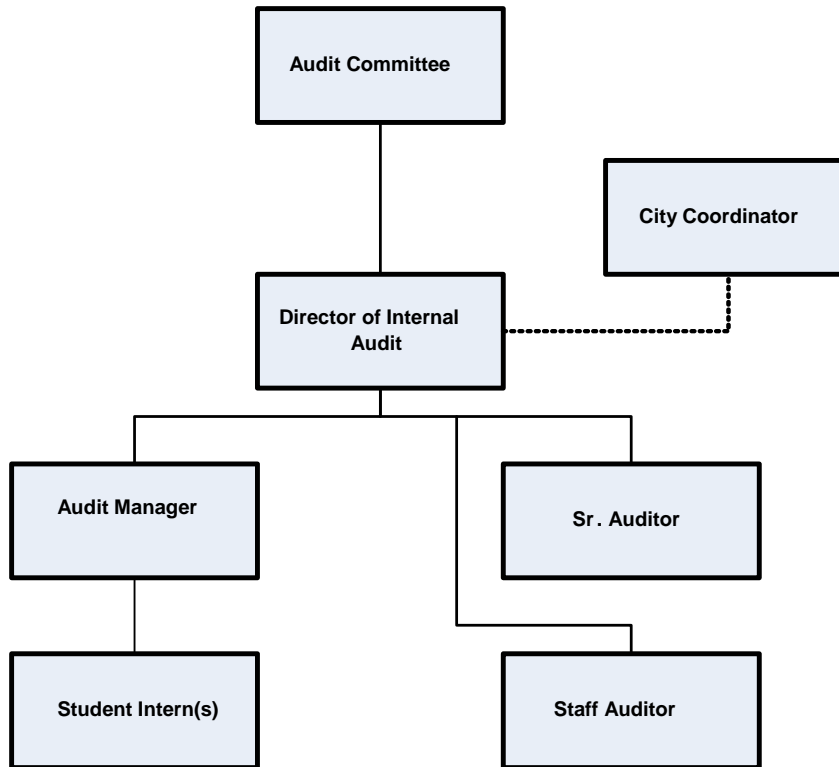 Audit Committee
City Coordinator
Director of Internal
Audit
Audit Manager
Sr. Auditor
Student Intern(s)
Staff Auditor